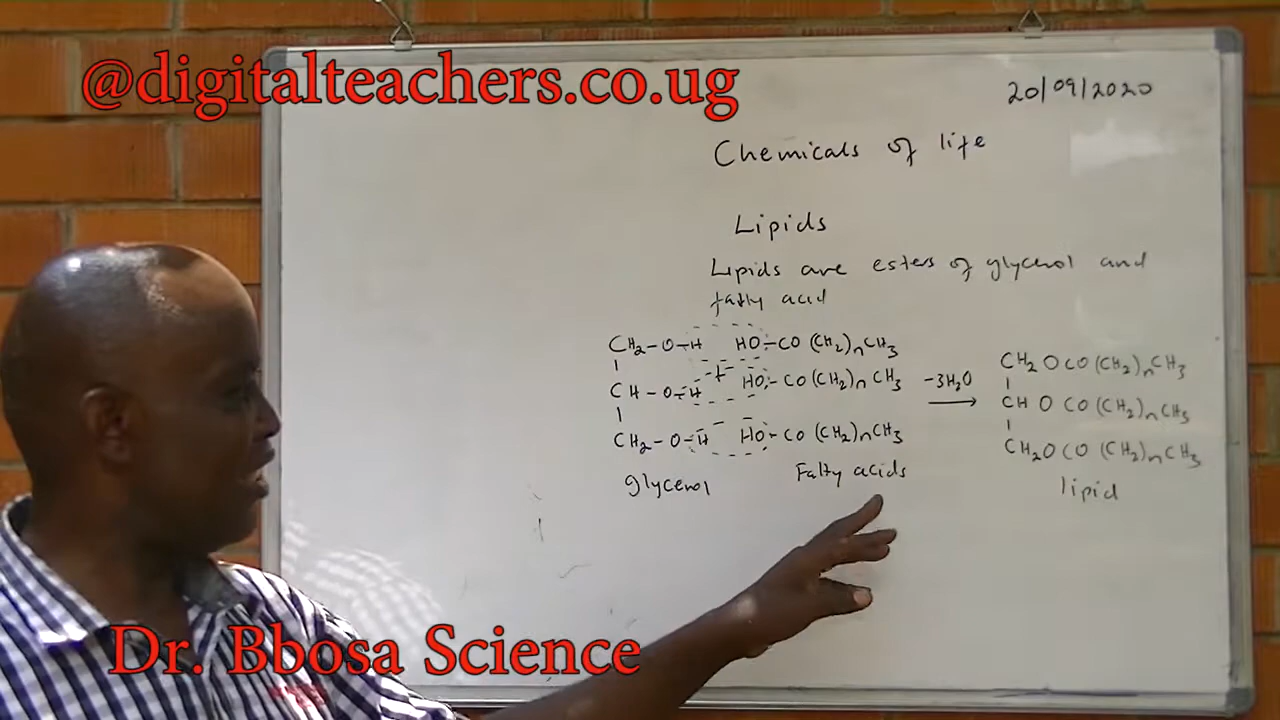 @digitalteachers.co.ug
20/09/2020
Chemicals of life
Lipids
Lipids are esters of glycerol and
fatty acid
CH₂-O-H HO-CO(CH₂)ₙCH₃
CH-O-H + HO-CO(CH₂)ₙCH₃
CH₂-O-H HO-CO(CH₂)ₙCH₃
glycerol Fatty acids
-3H₂O →
CH₂OCO(CH₂)ₙCH₃
CHOCO(CH₂)ₙCH₃
CH₂OCO(CH₂)ₙCH₃
lipid
Dr. Bbosa Science